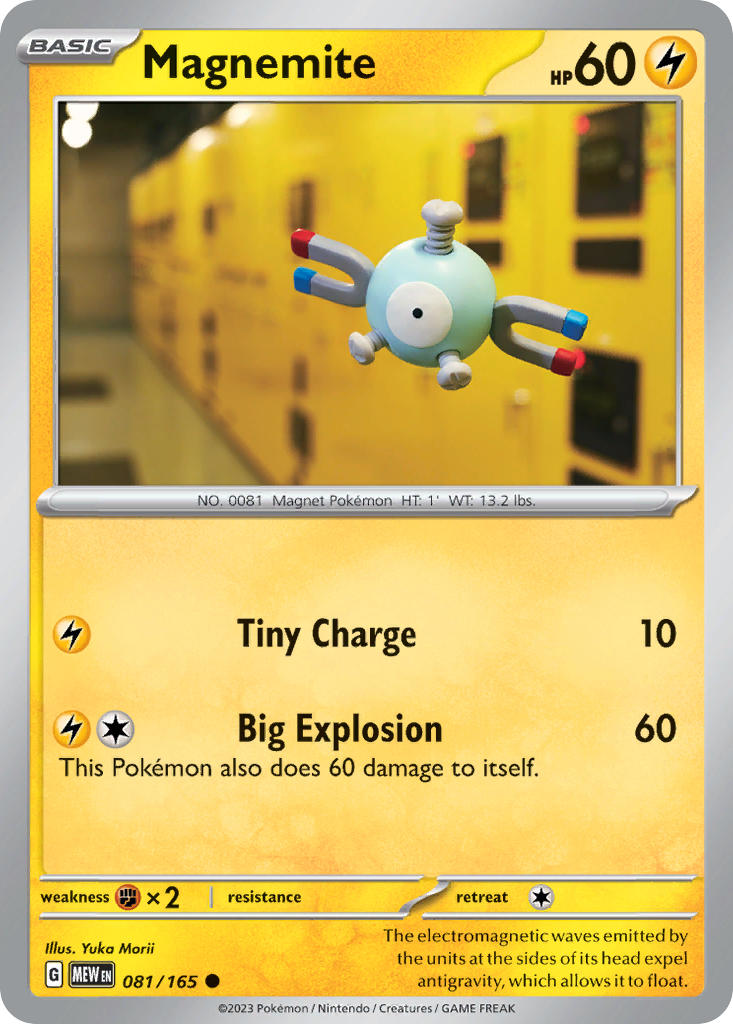 BASIC
Magnemite
HP 60
NO. 0081 Magnet Pokémon HT: 1' WT: 13.2 lbs.
Tiny Charge 10
Big Explosion 60
This Pokémon also does 60 damage to itself.
weakness ×2 resistance retreat
Illus. Yuka Morii
The electromagnetic waves emitted by
the units at the sides of its head expel
antigravity, which allows it to float.
G MEW EN 081/165
©2023 Pokémon / Nintendo / Creatures / GAME FREAK